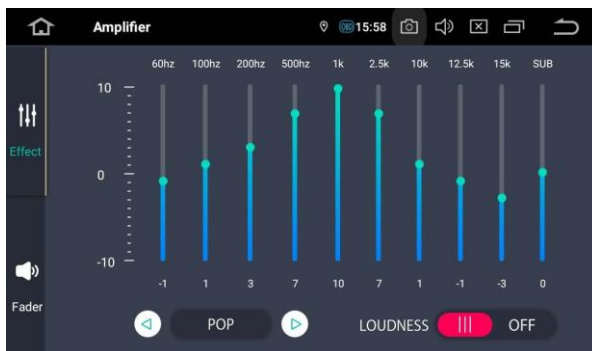 Amplifier
OBD 15:58
60hz 100hz 200hz 500hz 1k 2.5k 10k 12.5k 15k SUB
10
Effect
0
-10
-1 1 3 7 10 7 1 -1 -3 0
Fader
POP
LOUDNESS OFF